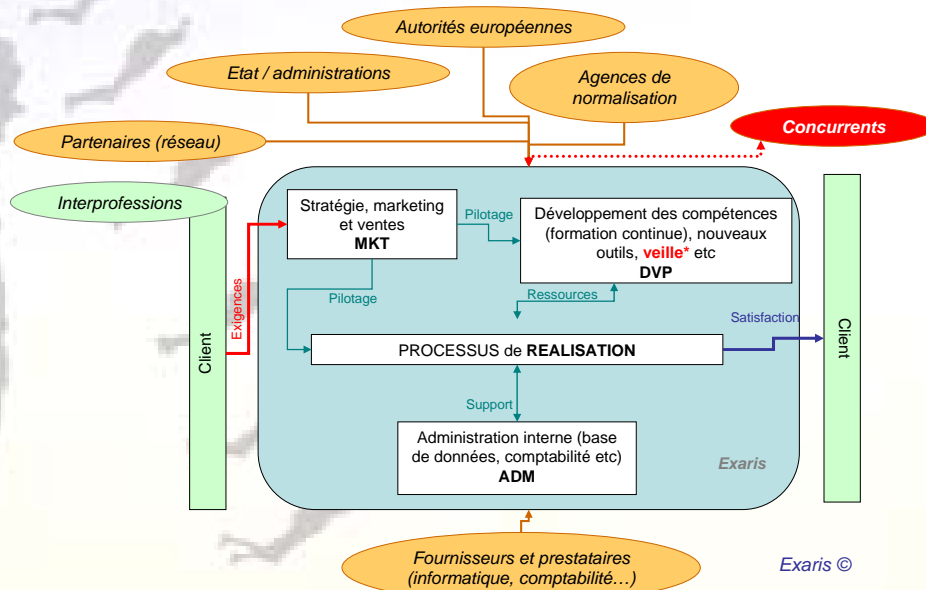 Autorités européennes
Etat / administrations
Agences de
normalisation
Partenaires (réseau)
Concurrents
Interprofessions
Stratégie, marketing
et ventes
MKT
Pilotage
Développement des compétences
(formation continue), nouveaux
outils, veille* etc
DVP
Exigences
Pilotage
Ressources
Satisfaction
Client
PROCESSUS de REALISATION
Client
Support
Administration interne (base
de données, comptabilité etc)
ADM
Exaris
Fournisseurs et prestataires
(informatique, comptabilité…)
Exaris ©